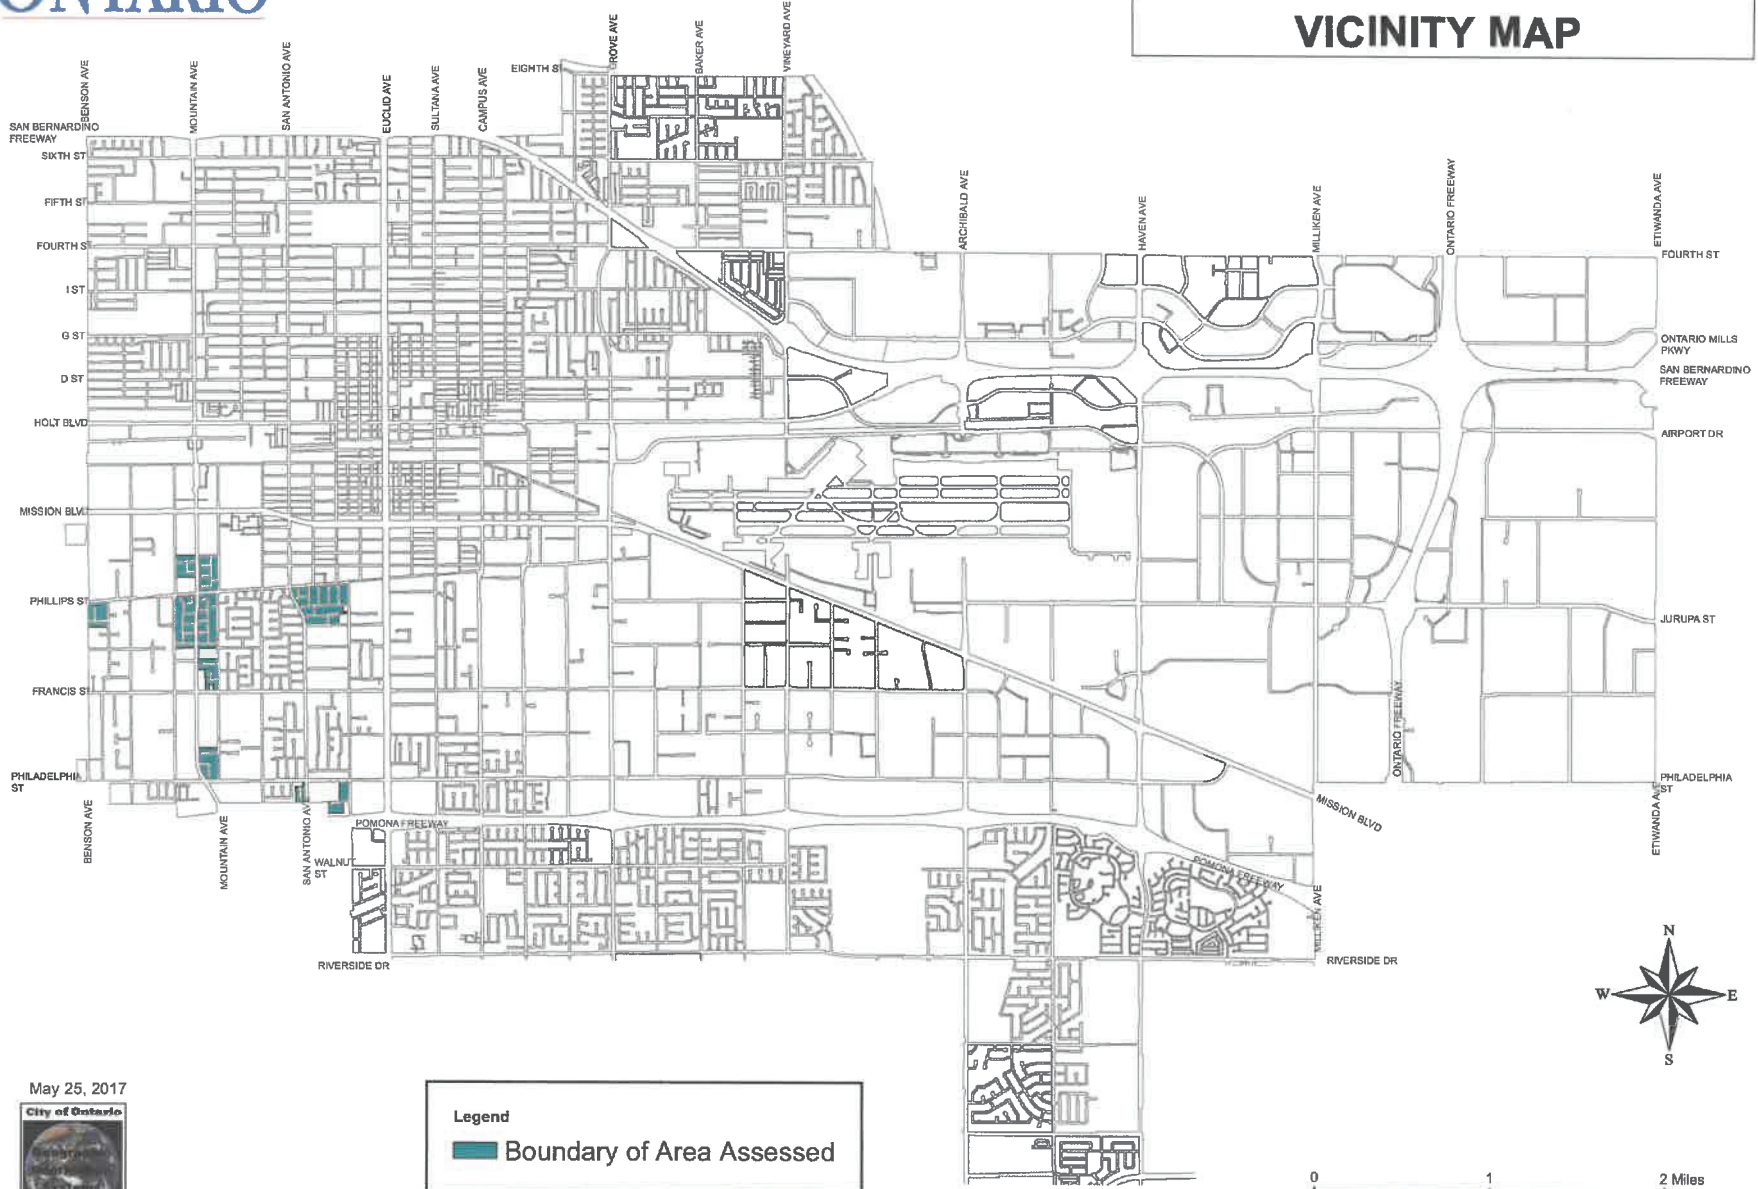 ONTARIO
VICINITY MAP
BENSON AVE
MOUNTAIN AVE
SAN ANTONIO AVE
EUCLID AVE
SULTANA AVE
CAMPUS AVE
EIGHTH ST
GROVE AVE
BAKER AVE
VINEYARD AVE
ARCHIBALD AVE
HAVEN AVE
MILLIKEN AVE
ONTARIO FREEWAY
ETIWANDA AVE
SAN BERNARDINO
FREEWAY
SIXTH ST
FIFTH ST
FOURTH ST
I ST
G ST
D ST
HOLT BLVD
MISSION BLVD
PHILLIPS ST
FRANCIS ST
PHILADELPHIA
ST
FOURTH ST
ONTARIO MILLS
PKWY
SAN BERNARDINO
FREEWAY
AIRPORT DR
JURUPA ST
ONTARIO FREEWAY
PHILADELPHIA
ST
MISSION BLVD
ETIWANDA AVE
BENSON AVE
MOUNTAIN AVE
SAN ANTONIO AV
POMONA FREEWAY
WALNUT
ST
POMONA FREEWAY
MILLIKEN AVE
RIVERSIDE DR
RIVERSIDE DR
N
W
E
S
May 25, 2017
City of Ontario
Legend
Boundary of Area Assessed
0 1 2 Miles